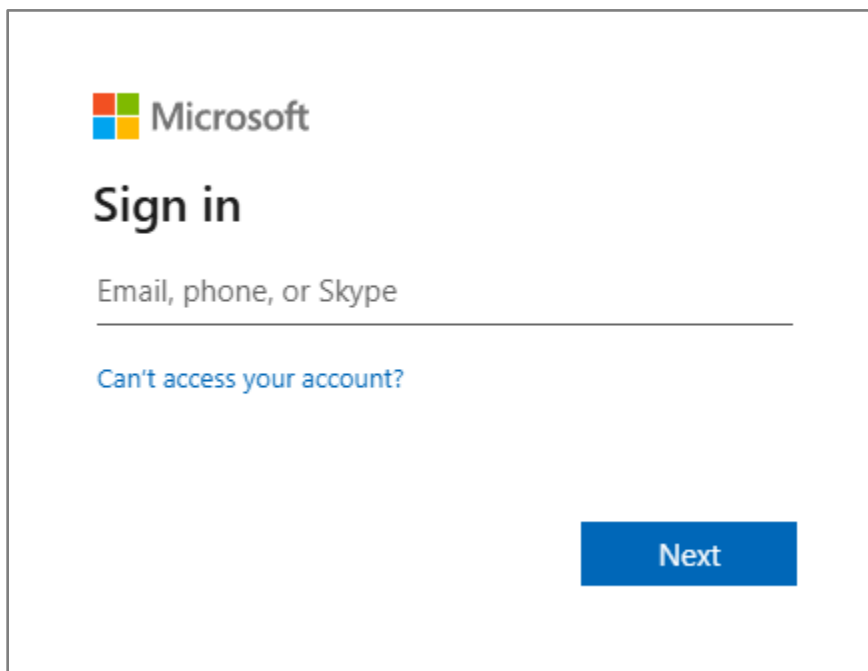 Microsoft
Sign in
Email, phone, or Skype
Can't access your account?
Next